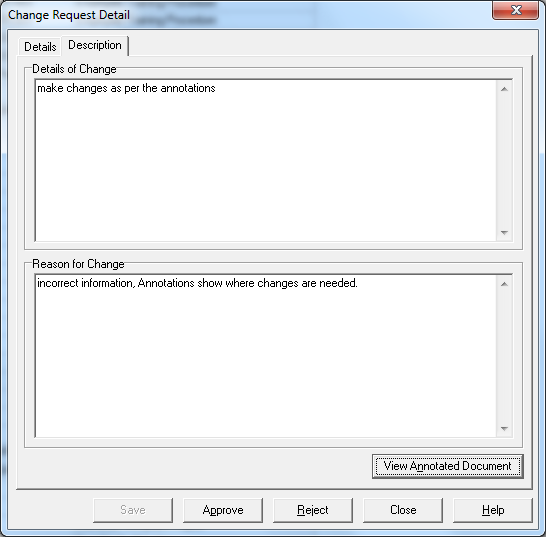 Change Request Detail
Details
Description
Details of Change
make changes as per the annotations
Reason for Change
incorrect information, Annotations show where changes are needed.
View Annotated Document
Save
Approve
Reject
Close
Help